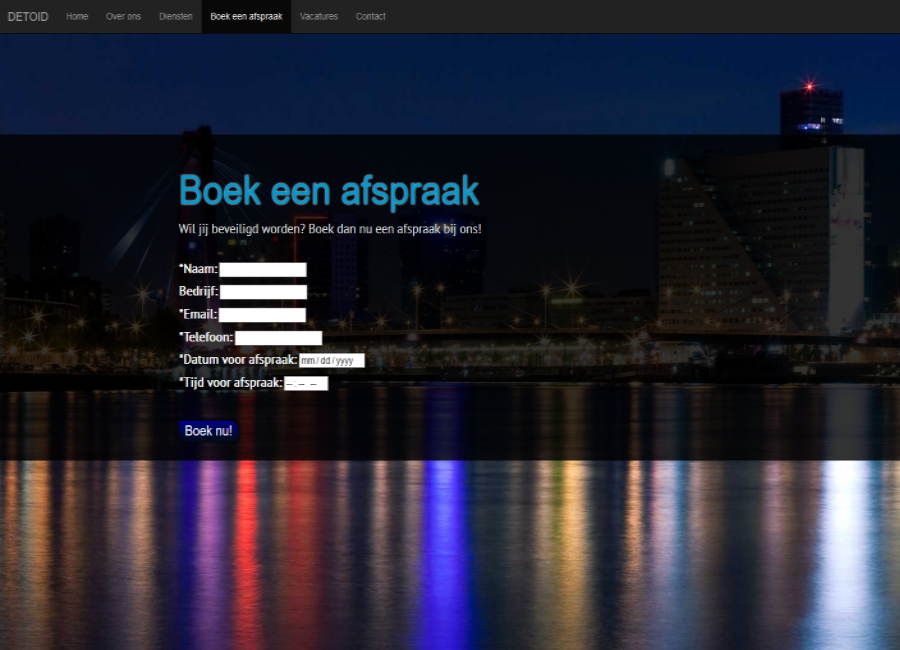 DETOID Home Over ons Diensten Boek een afspraak Vacatures Contact
Boek een afspraak
Wil jij beveiligd worden? Boek dan nu een afspraak bij ons!
*Naam:
Bedrijf:
*Email:
*Telefoon:
*Datum voor afspraak: mm/dd/yyyy
*Tijd voor afspraak: --:-- --
Boek nu!